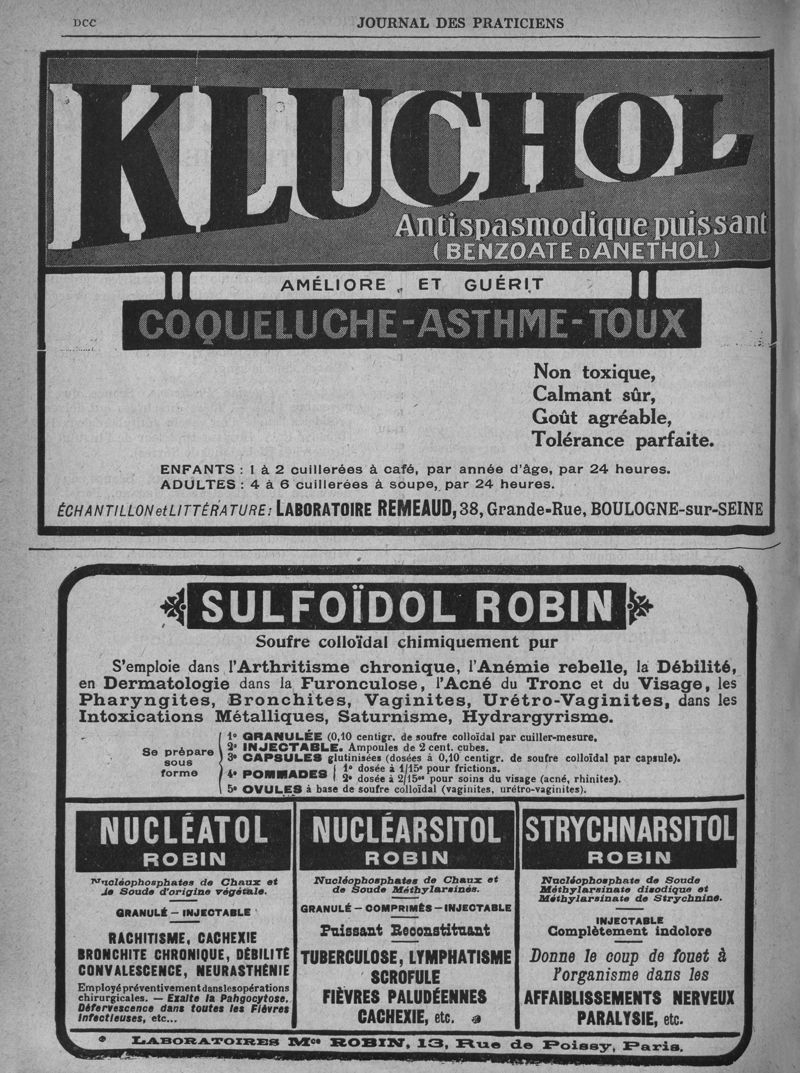 DCC
JOURNAL DES PRATICIENS
KLUCHOL
Antispasmodique puissant
(BENZOATE D'ANETHOL)
AMÉLIORE ET GUÉRIT
COQUELUCHE-ASTHME-TOUX
Non toxique,
Calmant sûr,
Goût agréable,
Tolérance parfaite.
ENFANTS : 1 à 2 cuillerées à café, par année d'âge, par 24 heures.
ADULTES : 4 à 6 cuillerées à soupe, par 24 heures.
ÉCHANTILLON et LITTÉRATURE : LABORATOIRE REMEAUD, 38, Grande-Rue, BOULOGNE-sur-SEINE
SULFOÏDOL ROBIN
Soufre colloïdal chimiquement pur
S'emploie dans l'Arthritisme chronique, l'Anémie rebelle, la Débilité,
en Dermatologie dans la Furonculose, l'Acné du Tronc et du Visage, les
Pharyngites, Bronchites, Vaginites, Urétro-Vaginites, dans les
Intoxications Métalliques, Saturnisme, Hydrargyrisme.
Se prépare
sous
forme
1º GRANULÉE (0,10 centigr. de soufre colloïdal par cuiller-mesure.
2º INJECTABLE. Ampoules de 2 cent. cubes.
3º CAPSULES glutinisées (dosées à 0,10 centigr. de soufre colloïdal par capsule).
4º POMMADES
1º dosée à 1/15e pour frictions.
2º dosée à 2/15es pour soins du visage (acné, rhinites).
5º OVULES à base de soufre colloïdal (vaginites, urétro-vaginites).
NUCLÉATOL
ROBIN
Nucléophosphates de Chaux et
de Soude d'origine végétale.
GRANULÉ — INJECTABLE
RACHITISME, CACHEXIE
BRONCHITE CHRONIQUE, DÉBILITÉ
CONVALESCENCE, NEURASTHÉNIE
Employé préventivement dans les opérations
chirurgicales. — Exalte la Pahgocytose,
Défervescence dans toutes les Fièvres
infectieuses, etc...
NUCLÉARSITOL
ROBIN
Nucléophosphates de Chaux et
de Soude Méthylarsinés.
GRANULÉ — COMPRIMÉS — INJECTABLE
Puissant Reconstituant
TUBERCULOSE, LYMPHATISME
SCROFULE
FIÈVRES PALUDÉENNES
CACHEXIE, etc.
STRYCHNARSITOL
ROBIN
Nucléophosphate de Soude
Méthylarsinate disodique et
Méthylarsinate de Strychnine.
INJECTABLE
Complètement indolore
Donne le coup de fouet à
l'organisme dans les
AFFAIBLISSEMENTS NERVEUX
PARALYSIE, etc.
LABORATOIRES Mce ROBIN, 13, Rue de Poissy, Paris.